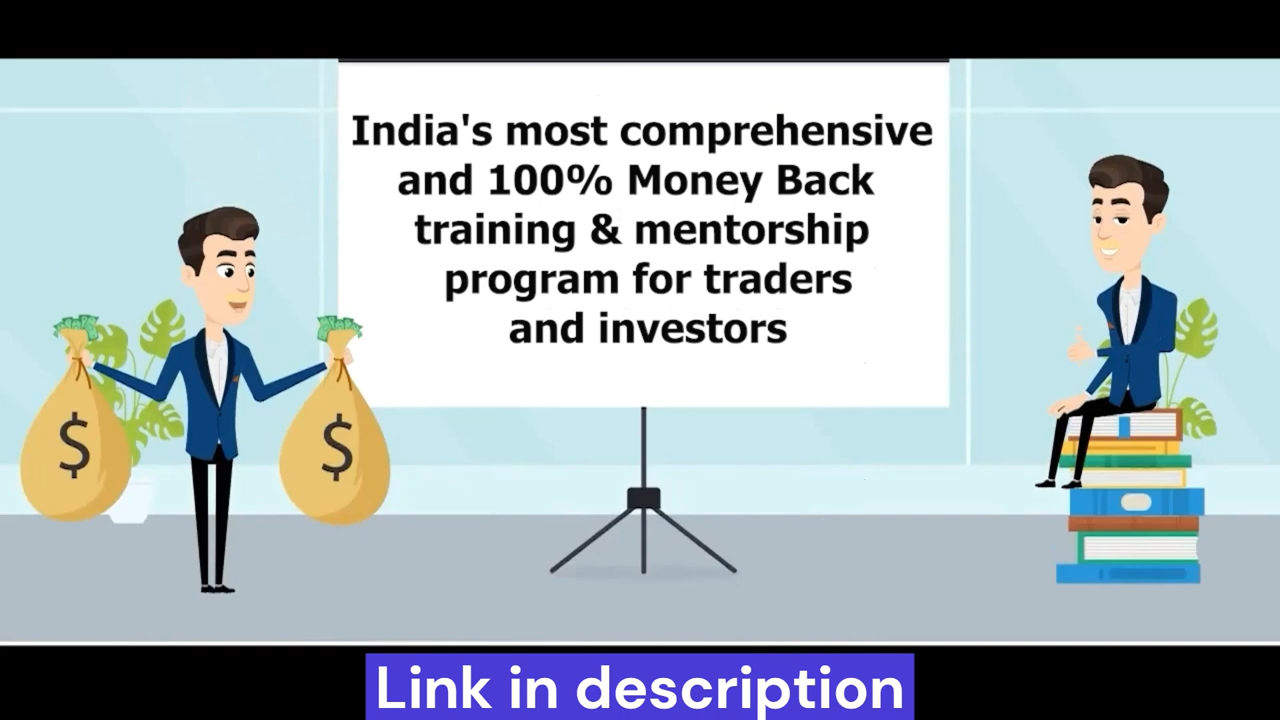 India's most comprehensive
and 100% Money Back
training & mentorship
program for traders
and investors
$
$
Link in description